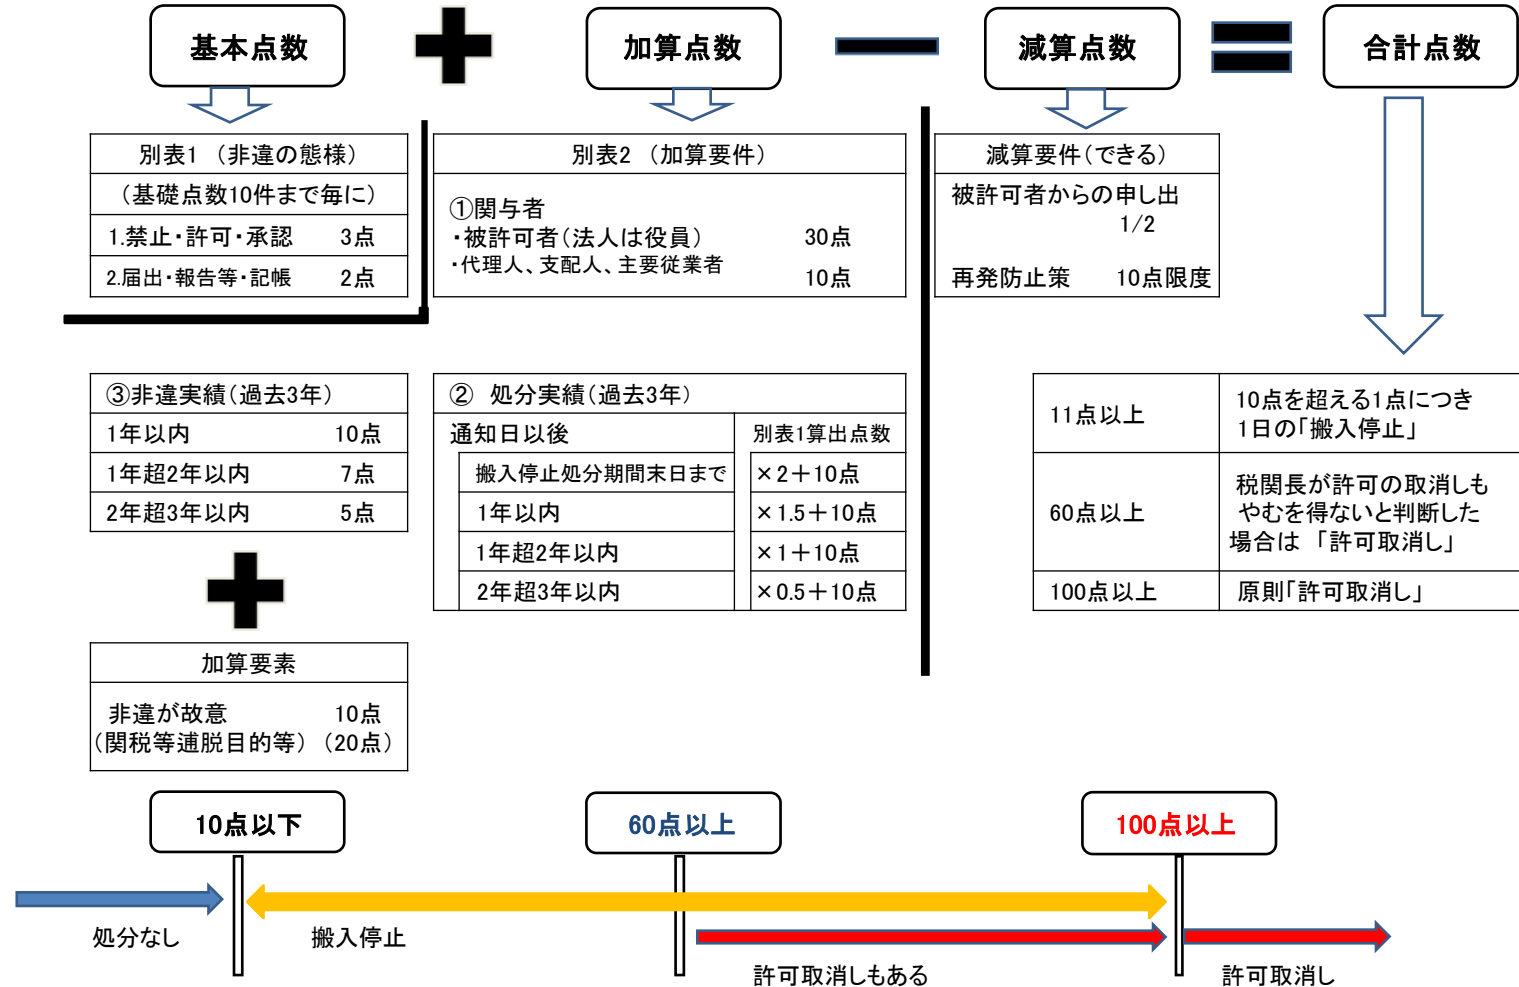 基本点数
加算点数
減算点数
合計点数
別表1 （非違の態様）
（基礎点数10件まで毎に）
1.禁止・許可・承認 3点
2.届出・報告等・記帳 2点
別表2 （加算要件）
①関与者
・被許可者（法人は役員） 30点
・代理人、支配人、主要従業者
10点
減算要件（できる）
被許可者からの申し出
1/2
再発防止策 10点限度
③非違実績（過去3年）
1年以内 10点
1年超2年以内 7点
2年超3年以内 5点
② 処分実績（過去3年）
通知日以後 別表1算出点数
搬入停止処分期間末日まで ×2＋10点
1年以内 ×1.5＋10点
1年超2年以内 ×1＋10点
2年超3年以内 ×0.5＋10点
11点以上
10点を超える1点につき
1日の「搬入停止」
60点以上
税関長が許可の取消しも
やむを得ないと判断した
場合は 「許可取消し」
100点以上 原則「許可取消し」
加算要素
非違が故意 10点
（関税等逋脱目的等） （20点）
10点以下
60点以上
100点以上
処分なし
搬入停止
許可取消しもある
許可取消し